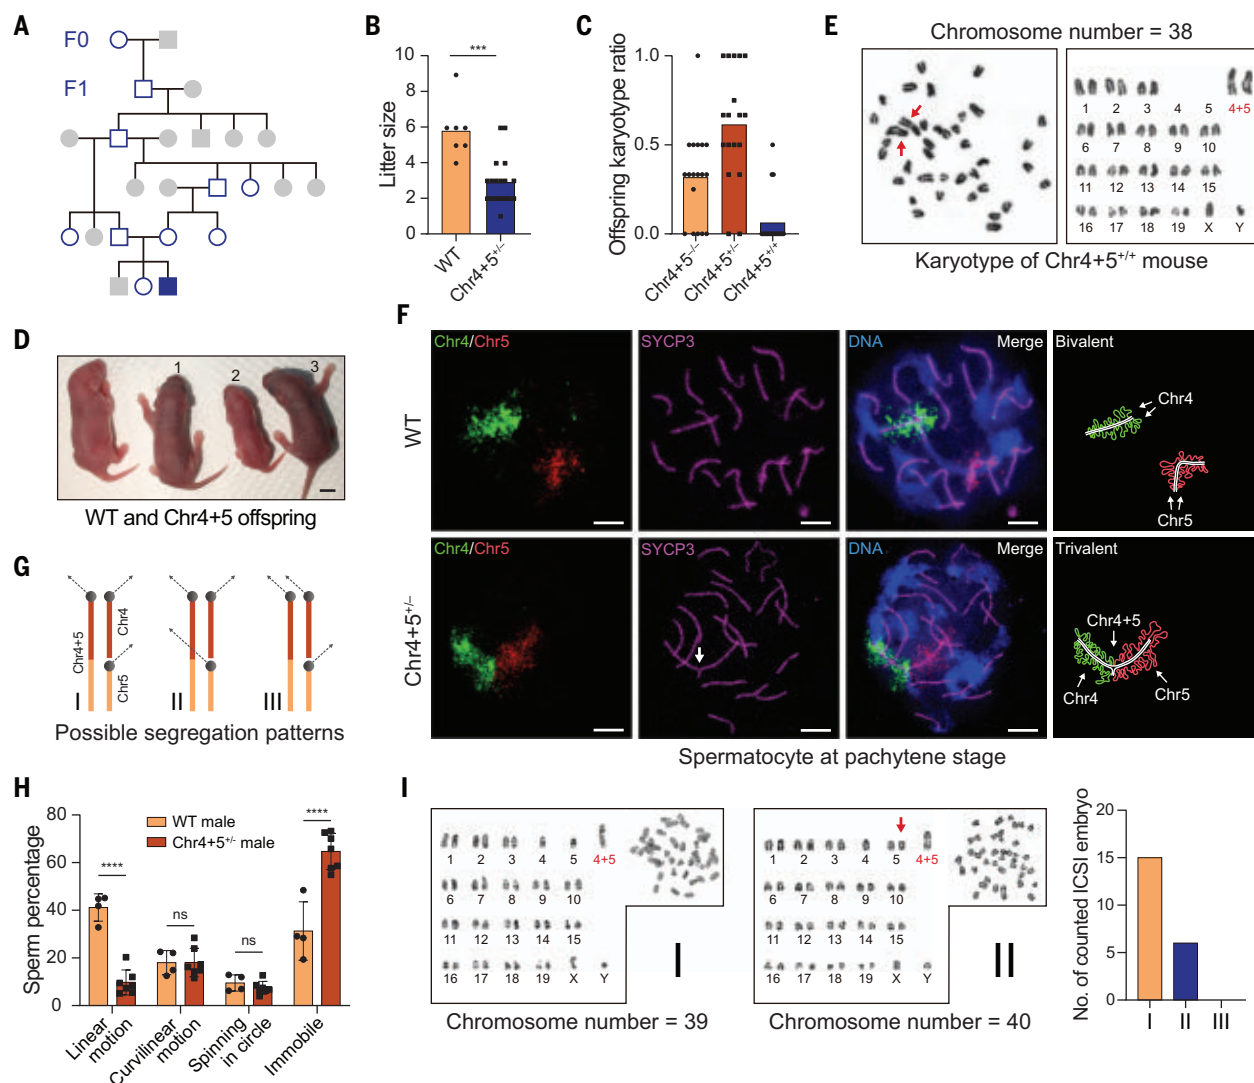 A
F0
F1
B
Litter size
10
8
6
4
2
0
***
WT
Chr4+5+/–
C
Offspring karyotype ratio
1.0
0.5
0.0
Chr4+5–/–
Chr4+5+/–
Chr4+5+/+
E
Chromosome number = 38
1 2 3 4 5 4+5
6 7 8 9 10
11 12 13 14 15
16 17 18 19 X Y
Karyotype of Chr4+5+/+ mouse
D
1 2 3
WT and Chr4+5 offspring
F
WT
Chr4/Chr5
SYCP3
DNA Merge
Bivalent
Chr4
Chr5
Chr4+5+/–
Chr4/Chr5
SYCP3
DNA Merge
Trivalent
Chr4+5
Chr4
Chr5
Spermatocyte at pachytene stage
G
Chr4+5
Chr4
Chr5
I II III
Possible segregation patterns
H
Sperm percentage
80
60
40
20
0
WT male
Chr4+5+/– male
****
ns
ns
****
Linear
motion
Curvilinear
motion
Spinning
in circle
Immobile
I
1 2 3 4 5 4+5
6 7 8 9 10
11 12 13 14 15
16 17 18 19 X Y
I
Chromosome number = 39
1 2 3 4 5 4+5
6 7 8 9 10
11 12 13 14 15
16 17 18 19 X Y
II
Chromosome number = 40
No. of counted ICSI embryo
20
15
10
5
0
I II III